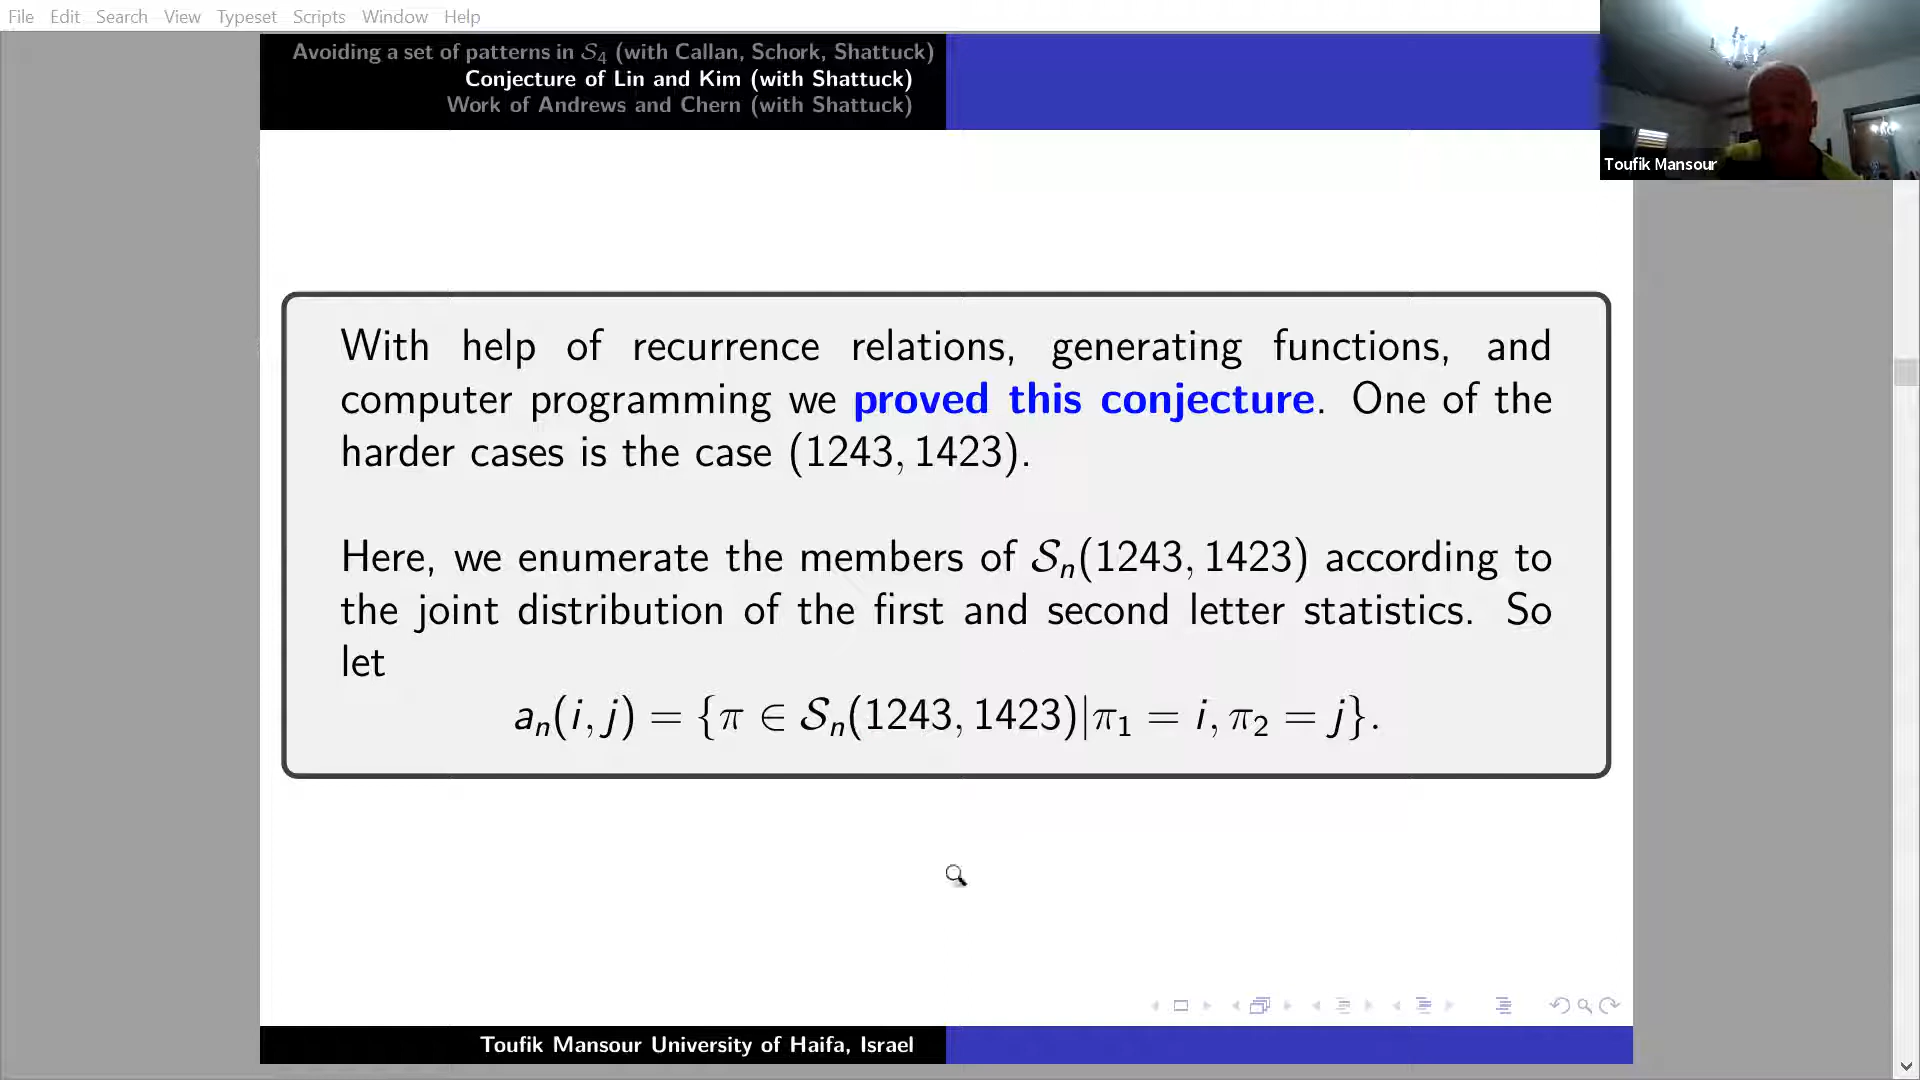 File Edit Search View Typeset Scripts Window Help
Avoiding a set of patterns in 𝒮₄ (with Callan, Schork, Shattuck)
Conjecture of Lin and Kim (with Shattuck)
Work of Andrews and Chern (with Shattuck)
Toufik Mansour
With help of recurrence relations, generating functions, and
computer programming we proved this conjecture. One of the
harder cases is the case (1243, 1423).
Here, we enumerate the members of 𝒮ₙ(1243, 1423) according to
the joint distribution of the first and second letter statistics. So
let
aₙ(i, j) = {π ∈ 𝒮ₙ(1243, 1423)|π₁ = i, π₂ = j}.
Toufik Mansour University of Haifa, Israel